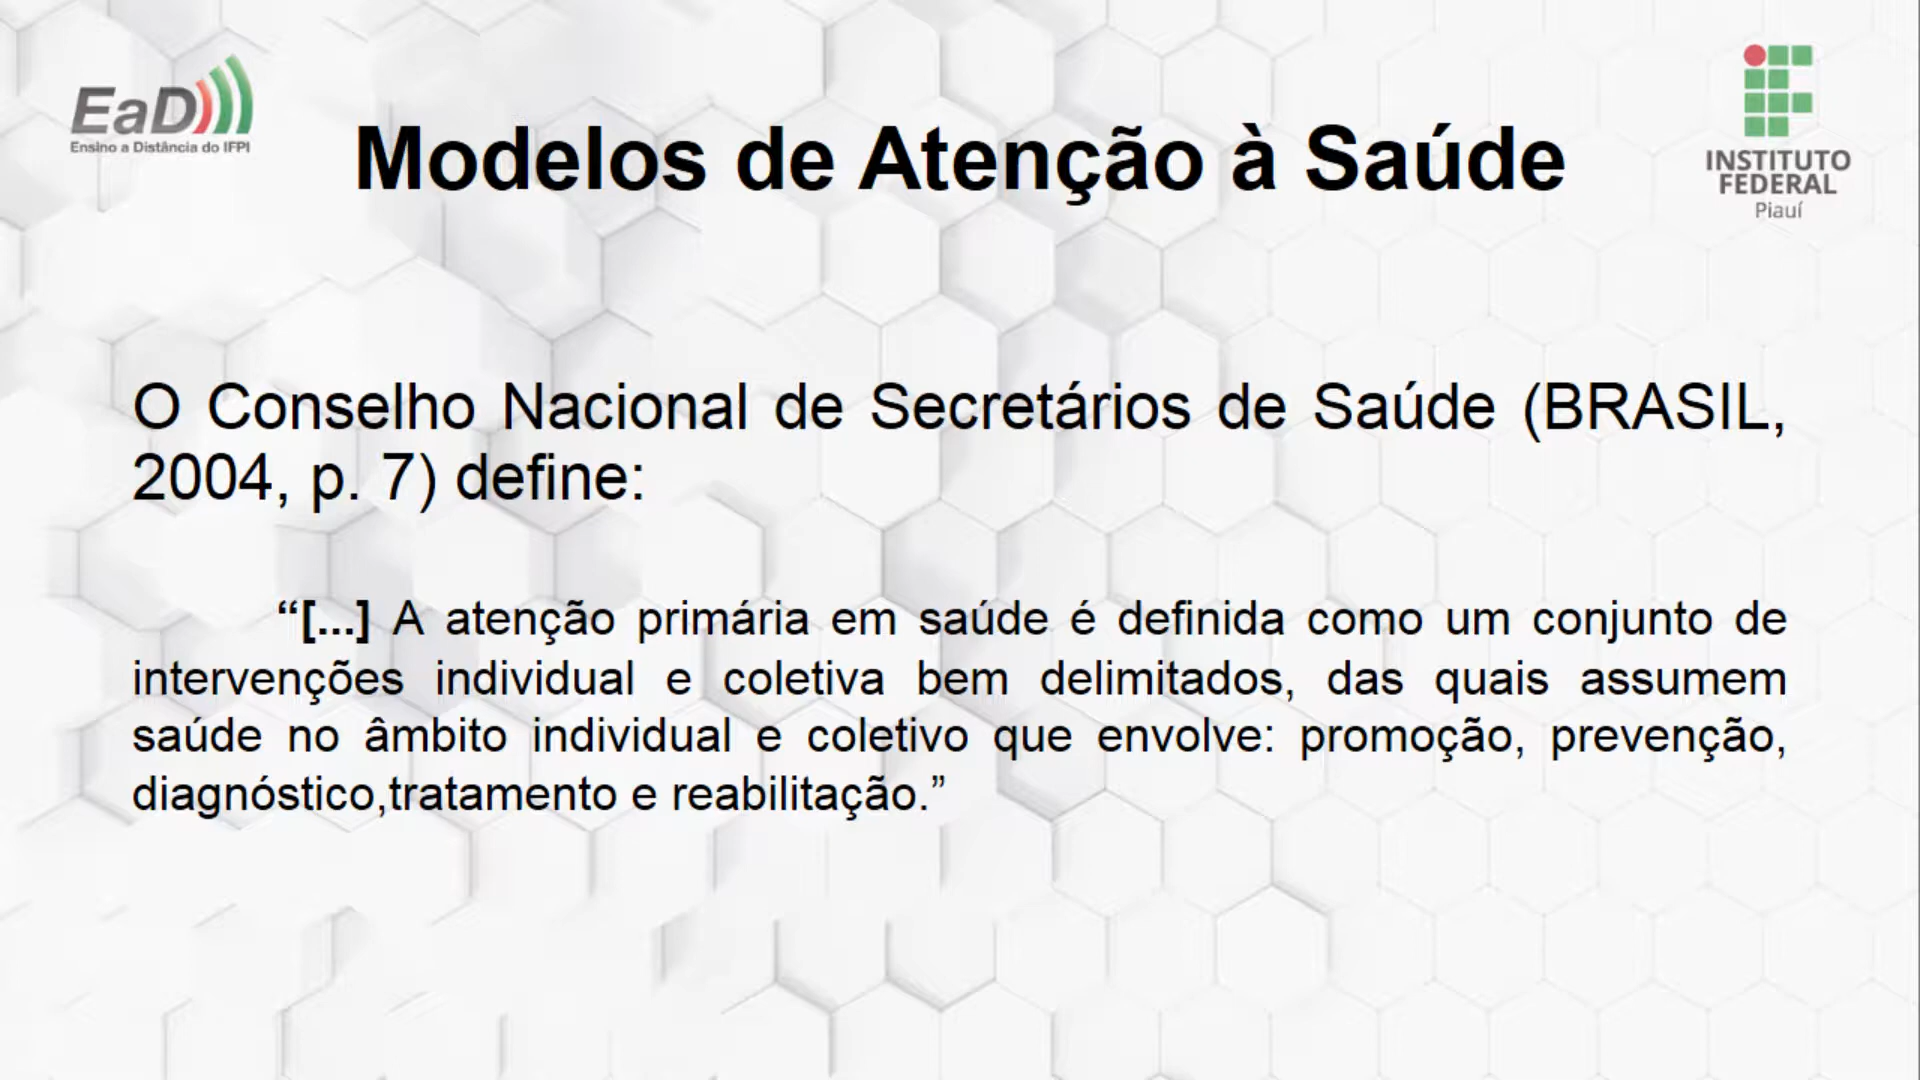 EaD
Ensino a Distância do IFPI
Modelos de Atenção à Saúde
INSTITUTO
FEDERAL
Piauí
O Conselho Nacional de Secretários de Saúde (BRASIL,
2004, p. 7) define:
“[...] A atenção primária em saúde é definida como um conjunto de
intervenções individual e coletiva bem delimitados, das quais assumem
saúde no âmbito individual e coletivo que envolve: promoção, prevenção,
diagnóstico,tratamento e reabilitação.”